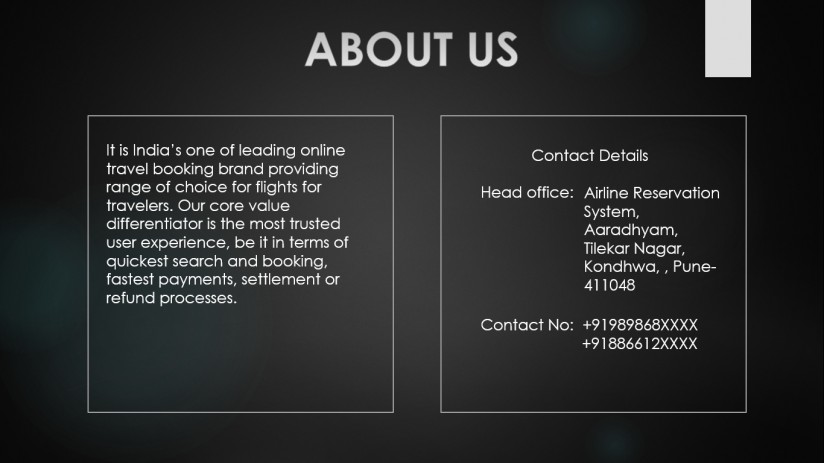 ABOUT US
It is India’s one of leading online
travel booking brand providing
range of choice for flights for
travelers. Our core value
differentiator is the most trusted
user experience, be it in terms of
quickest search and booking,
fastest payments, settlement or
refund processes.
Contact Details
Head office: Airline Reservation
System,
Aaradhyam,
Tilekar Nagar,
Kondhwa, , Pune-
411048
Contact No: +91989868XXXX
+91886612XXXX